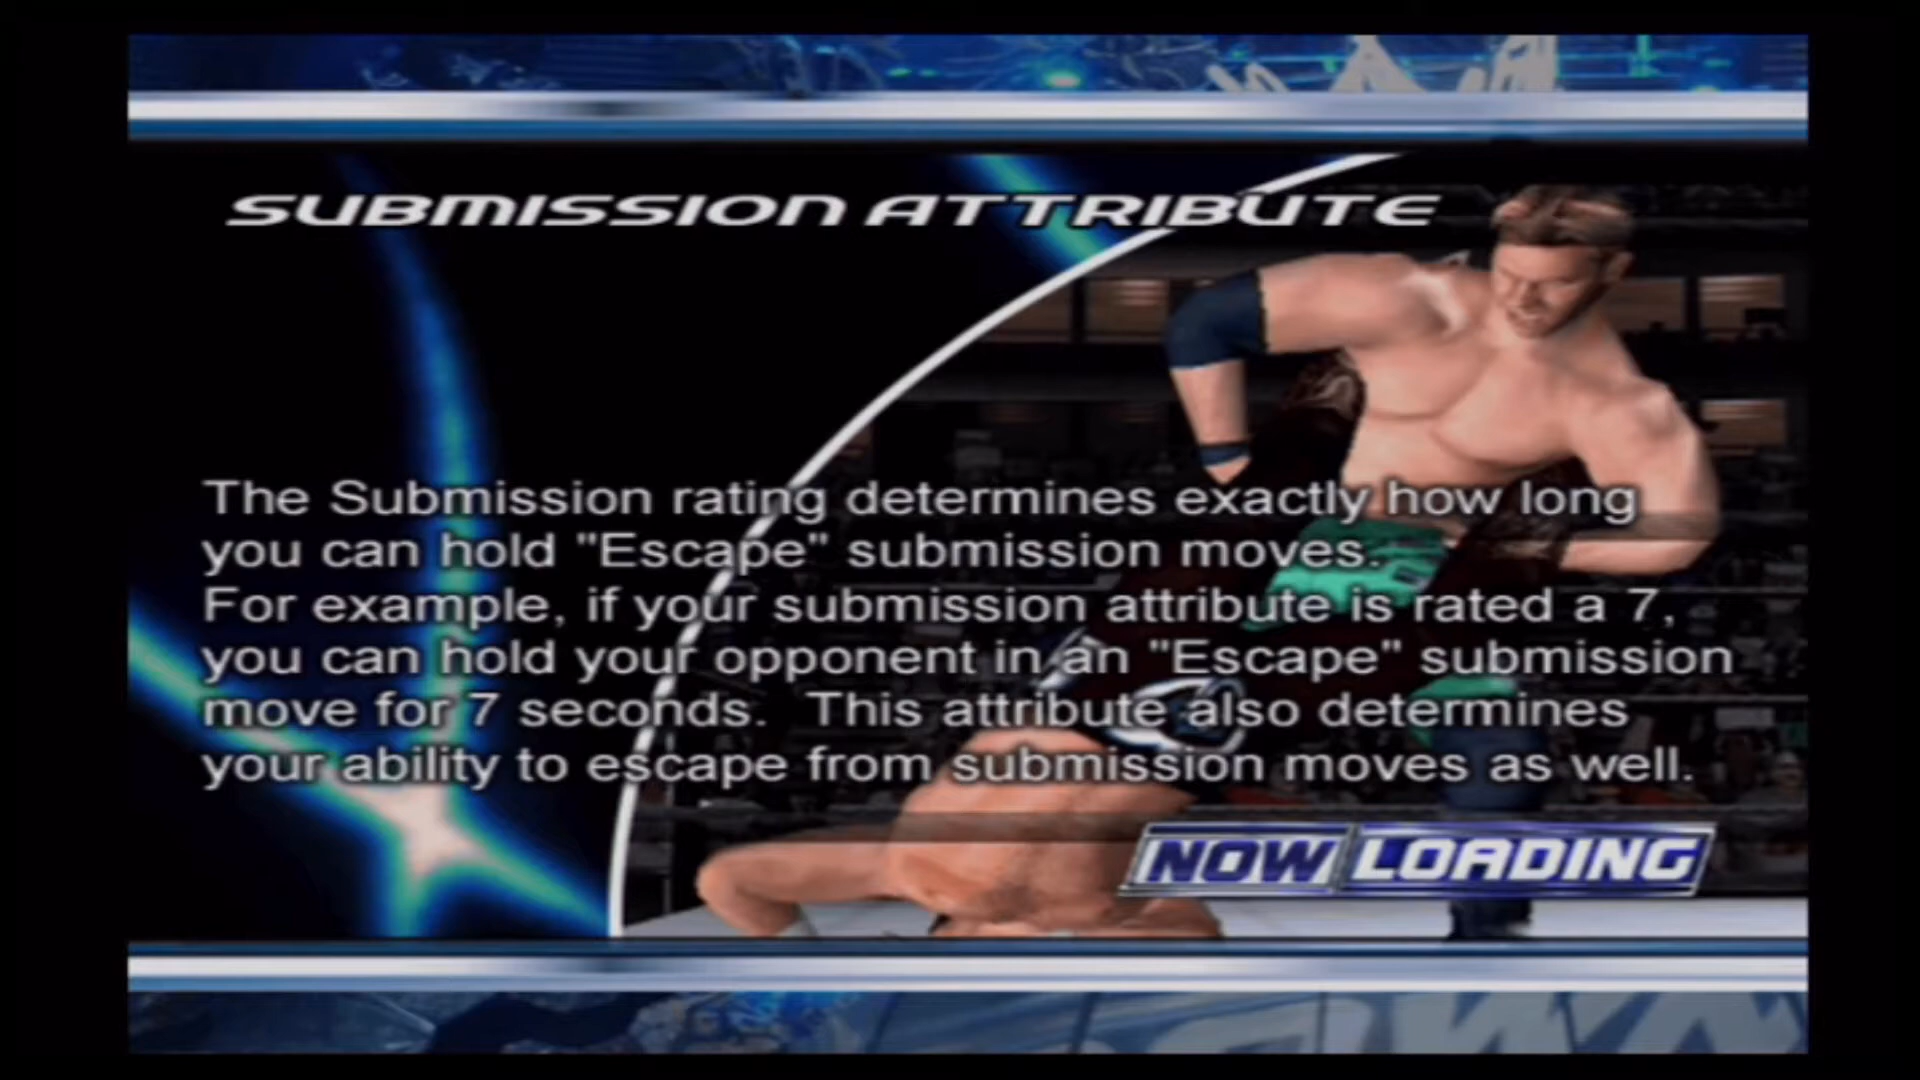 SUBMISSION ATTRIBUTE
The Submission rating determines exactly how long
you can hold "Escape" submission moves.
For example, if your submission attribute is rated a 7,
you can hold your opponent in an "Escape" submission
move for 7 seconds. This attribute also determines
your ability to escape from submission moves as well.
NOW LOADING